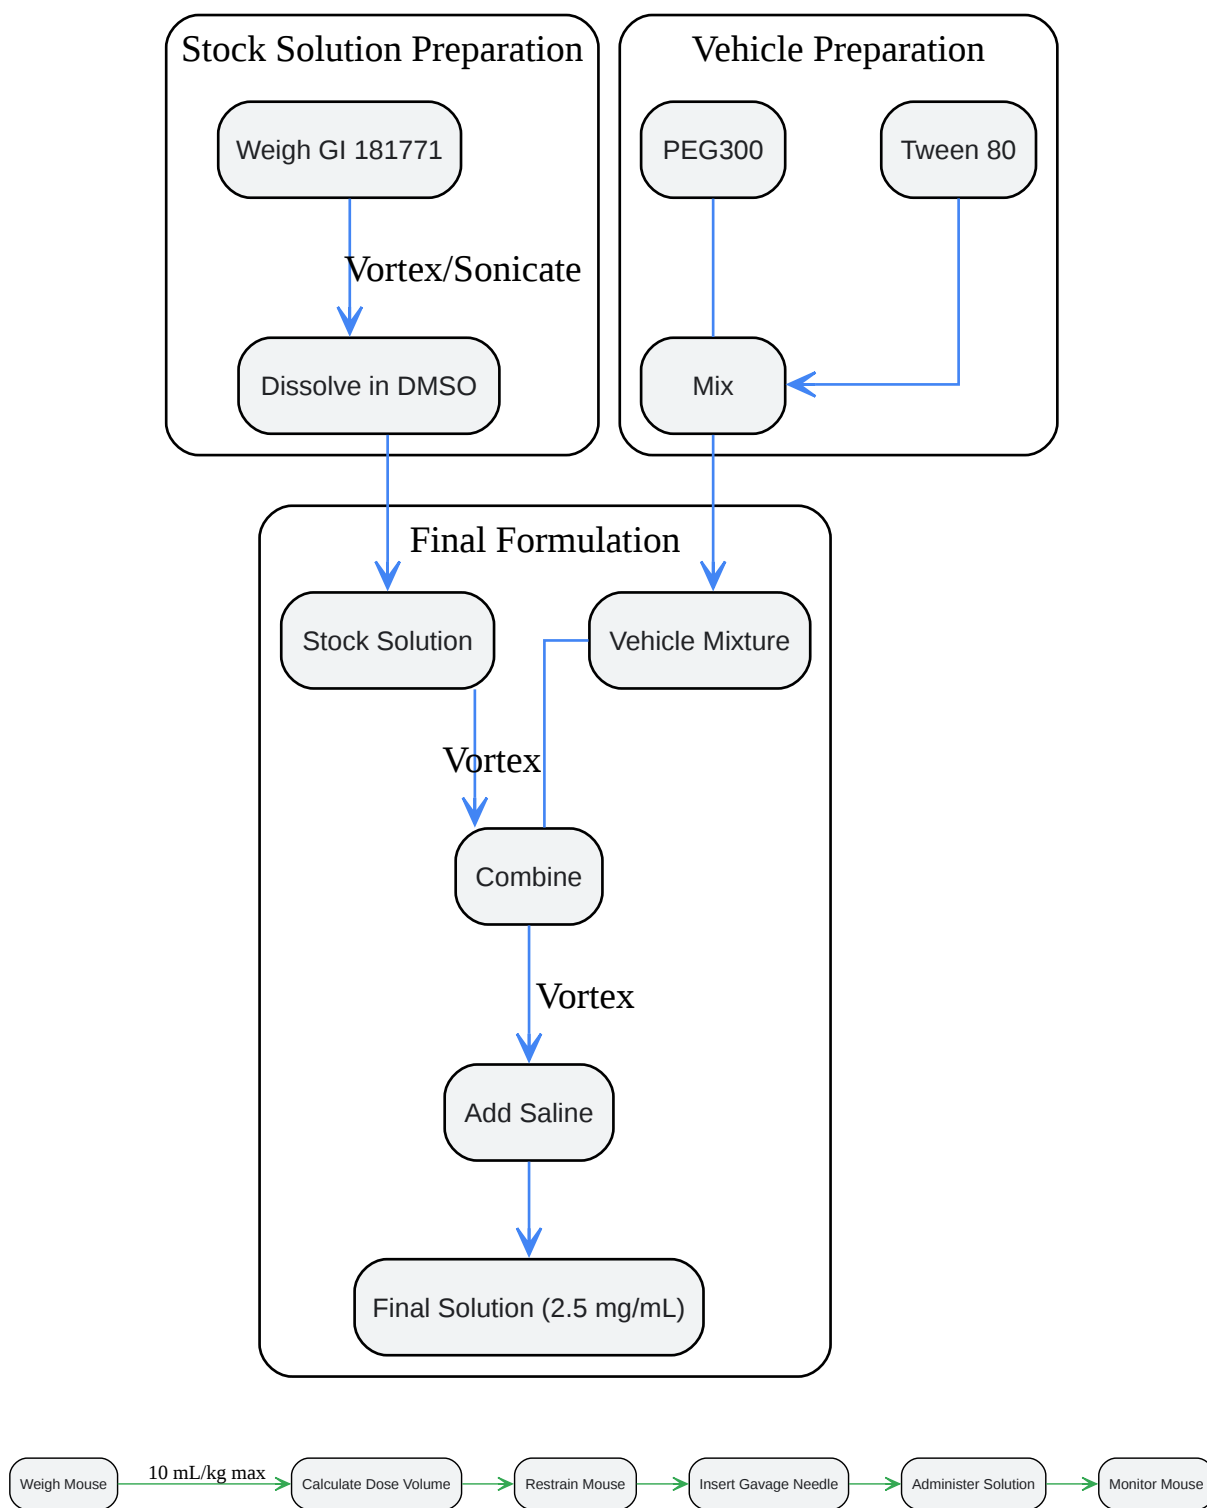 Stock Solution Preparation
Weigh GI 181771
Vortex/Sonicate
Dissolve in DMSO
Vehicle Preparation
PEG300
Tween 80
Mix
Final Formulation
Stock Solution
Vehicle Mixture
Vortex
Combine
Vortex
Add Saline
Final Solution (2.5 mg/mL)
Weigh Mouse
10 mL/kg max
Calculate Dose Volume
Restrain Mouse
Insert Gavage Needle
Administer Solution
Monitor Mouse